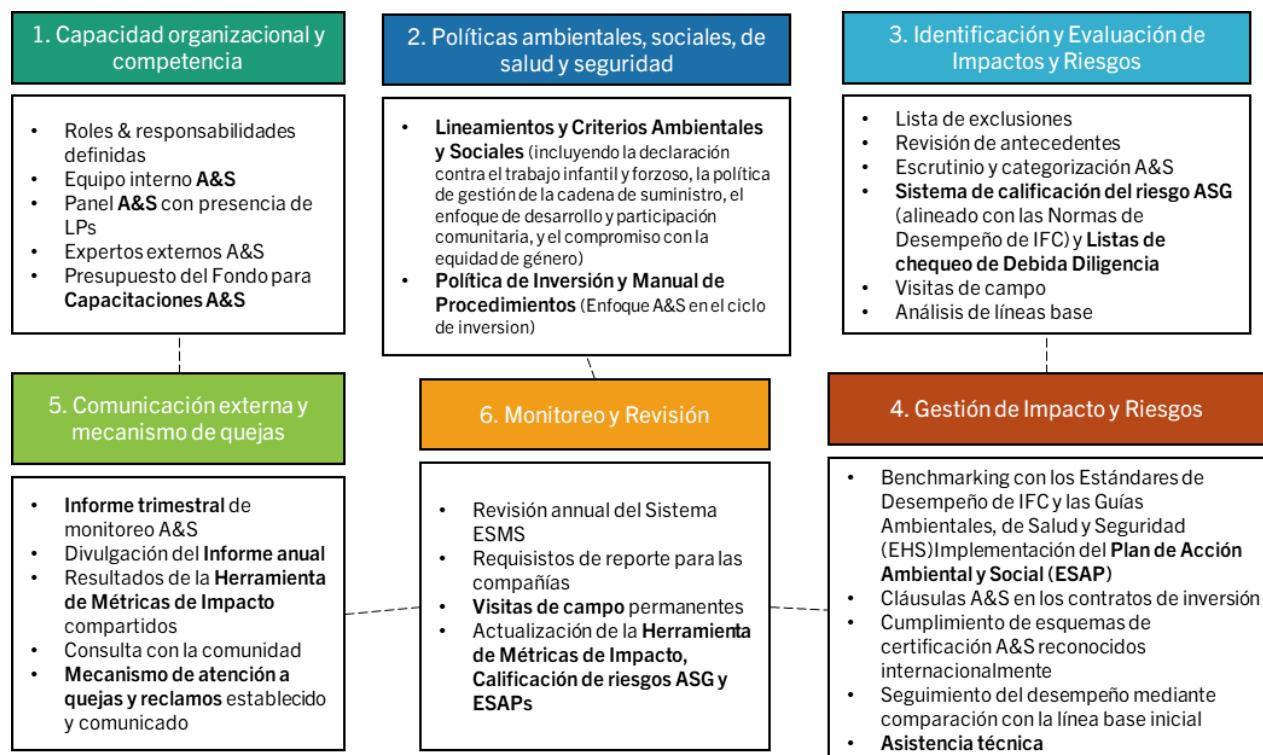 1. Capacidad organizacional y
competencia
• Roles & responsabilidades
definidas
• Equipo interno A&S
• Panel A&S con presencia de
LPs
• Expertos externos A&S
• Presupuesto del Fondo para
Capacitaciones A&S
2. Políticas ambientales, sociales, de
salud y seguridad
• Lineamientos y Criterios Ambientales
y Sociales (incluyendo la declaración
contra el trabajo infantil y forzoso, la política
de gestión de la cadena de suministro, el
enfoque de desarrollo y participación
comunitaria, y el compromiso con la
equidad de género)
• Política de Inversión y Manual de
Procedimientos (Enfoque A&S en el ciclo
de inversion)
3. Identificación y Evaluación de
Impactos y Riesgos
• Lista de exclusiones
• Revisión de antecedentes
• Escrutinio y categorización A&S
• Sistema de calificación del riesgo ASG
(alineado con las Normas de
Desempeño de IFC) y Listas de
chequeo de Debida Diligencia
• Visitas de campo
• Análisis de líneas base
5. Comunicación externa y
mecanismo de quejas
• Informe trimestral de
monitoreo A&S
• Divulgación del Informe anual
• Resultados de la Herramienta
de Métricas de Impacto
compartidos
• Consulta con la comunidad
• Mecanismo de atención a
quejas y reclamos establecido
y comunicado
6. Monitoreo y Revisión
• Revisión annual del Sistema
ESMS
• Requisistos de reporte para las
compañías
• Visitas de campo permanentes
• Actualización de la Herramienta
de Métricas de Impacto,
Calificación de riesgos ASG y
ESAPs
4. Gestión de Impacto y Riesgos
• Benchmarking con los Estándares de
Desempeño de IFC y las Guías
Ambientales, de Salud y Seguridad
(EHS)Implementación del Plan de Acción
Ambiental y Social (ESAP)
• Cláusulas A&S en los contratos de inversión
• Cumplimiento de esquemas de
certificación A&S reconocidos
internacionalmente
• Seguimiento del desempeño mediante
comparación con la línea base inicial
• Asistencia técnica